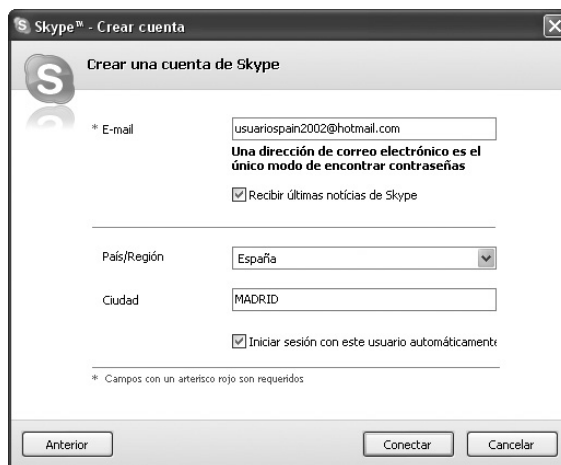 Skype™ - Crear cuenta
Crear una cuenta de Skype
* E-mail
usuariospain2002@hotmail.com
Una dirección de correo electrónico es el
único modo de encontrar contraseñas
Recibir últimas notícias de Skype
País/Región
España
Ciudad
MADRID
Iniciar sesión con este usuario automáticamente
* Campos con un arterisco rojo son requeridos
Anterior
Conectar
Cancelar